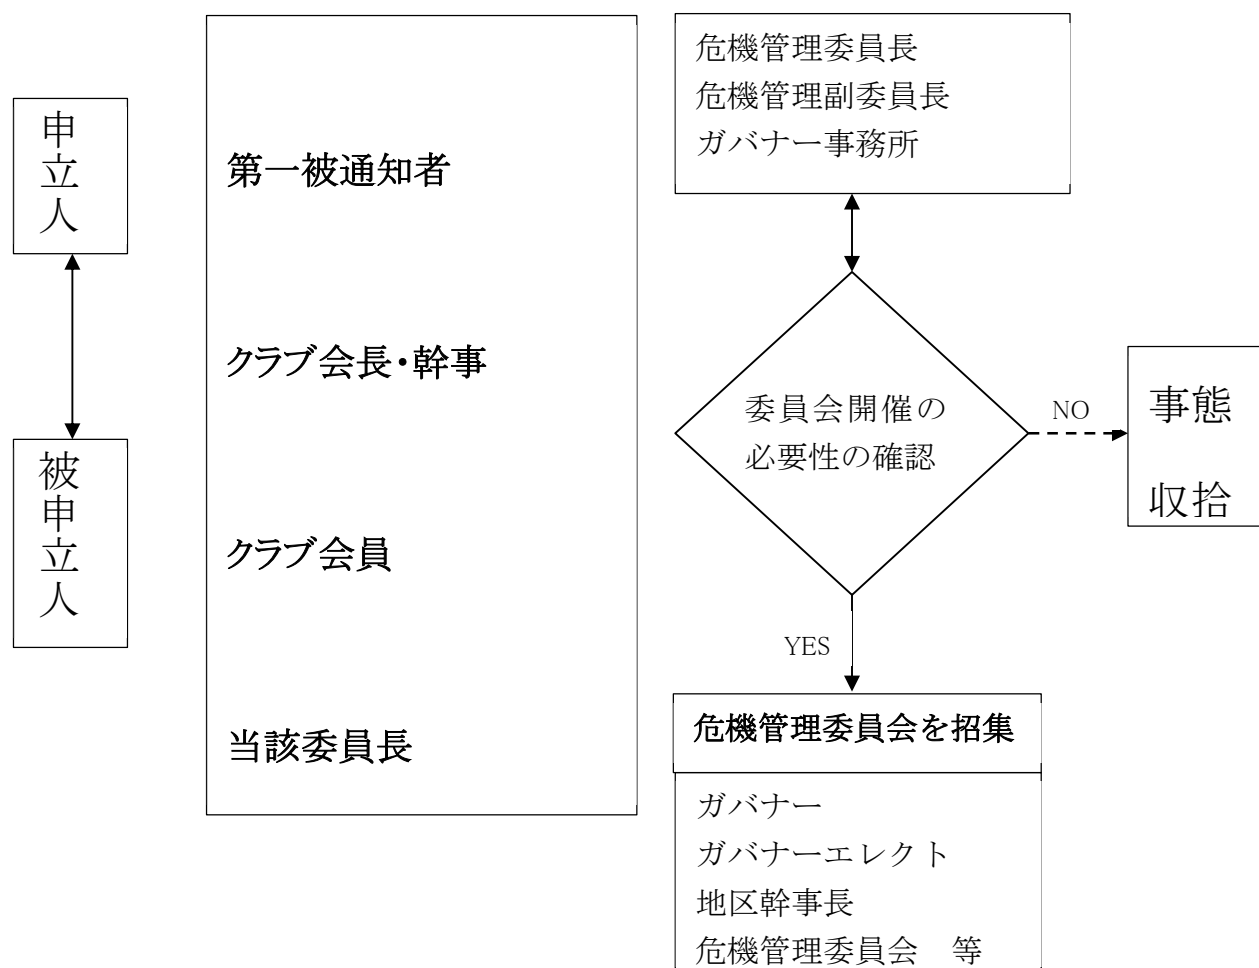 申立人
被申立人
第一被通知者
クラブ会長・幹事
クラブ会員
当該委員長
危機管理委員長
危機管理副委員長
ガバナー事務所
委員会開催の
必要性の確認
NO
事態
収拾
YES
危機管理委員会を招集
ガバナー
ガバナーエレクト
地区幹事長
危機管理委員会　等